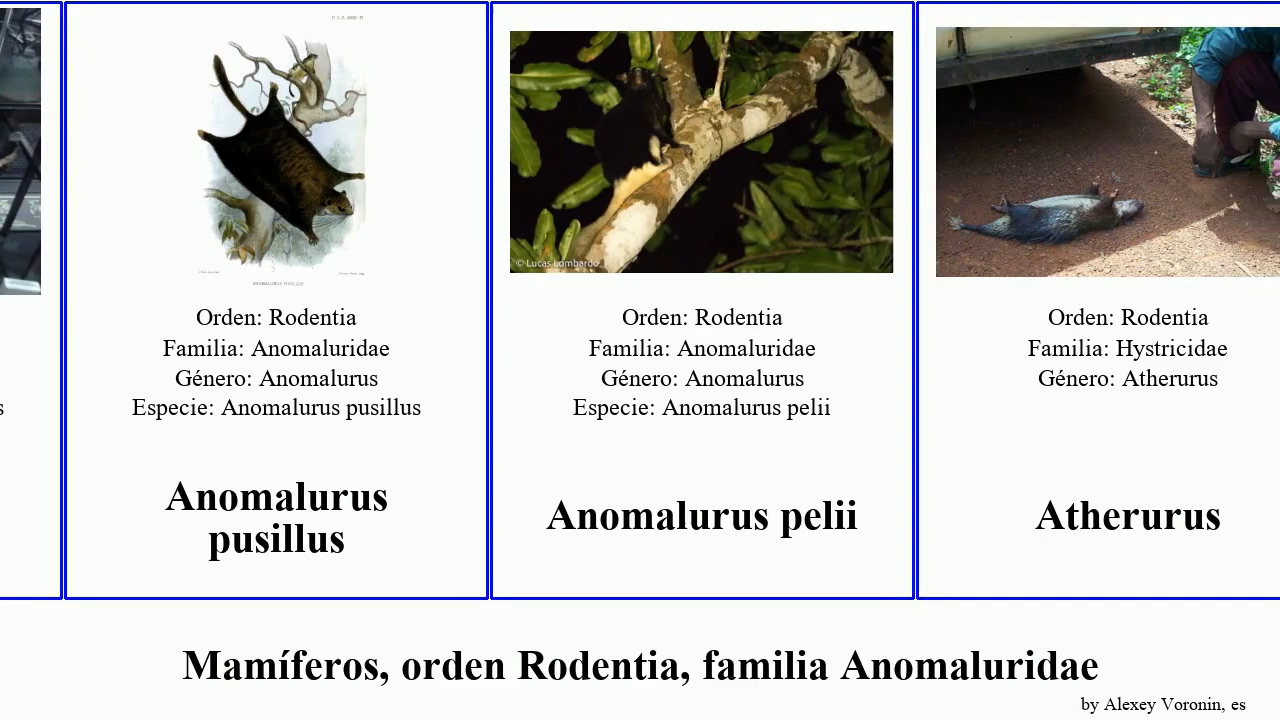 s
ANOMALURUS PUSILLUS
Orden: Rodentia
Familia: Anomaluridae
Género: Anomalurus
Especie: Anomalurus pusillus
Anomalurus
pusillus
© Lucas Lombardo
Orden: Rodentia
Familia: Anomaluridae
Género: Anomalurus
Especie: Anomalurus pelii
Anomalurus pelii
Orden: Rodentia
Familia: Hystricidae
Género: Atherurus
Atherurus
Mamíferos, orden Rodentia, familia Anomaluridae
by Alexey Voronin, es